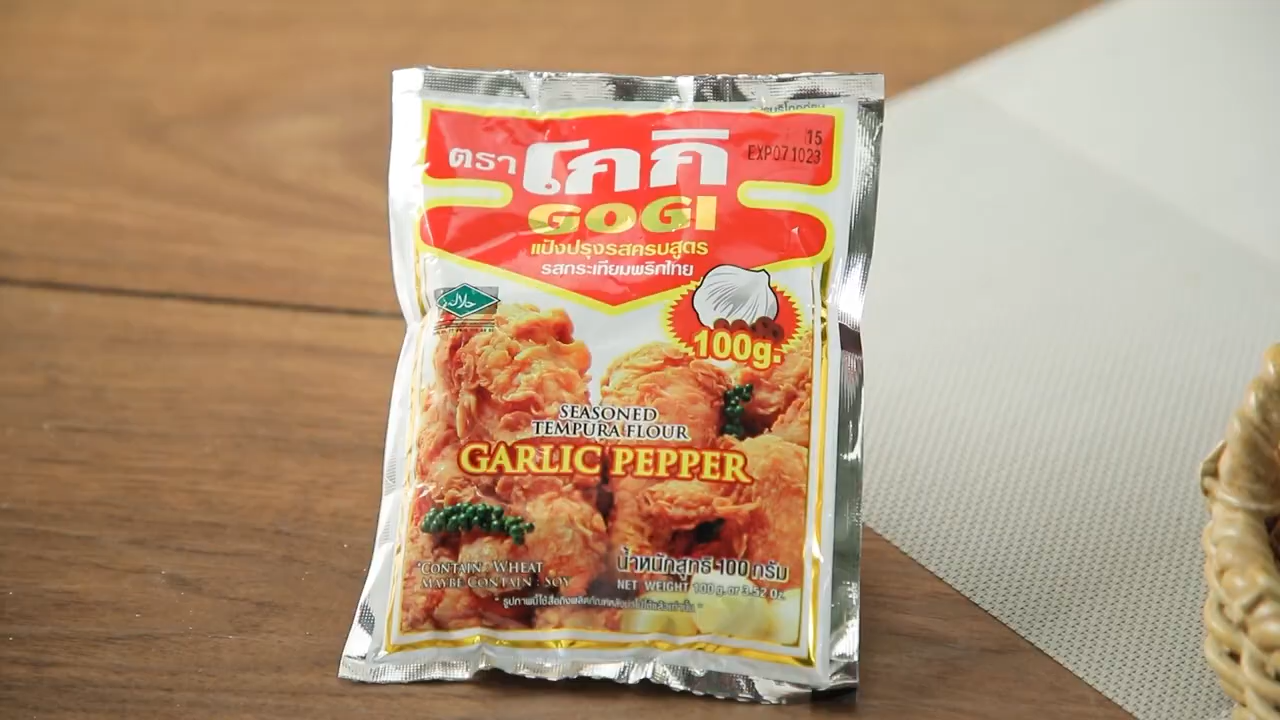 15
EXP071023
ตรา โกกิ
GOGI
แป้งปรุงรสครบสูตร
รสกระเทียมพริกไทย
حلال
100g.
SEASONED
TEMPURA FLOUR
GARLIC PEPPER
*CONTAIN : WHEAT
MAYBE CONTAIN : SOY
น้ำหนักสุทธิ 100 กรัม
NET WEIGHT 100 g. or 3.52 Oz.